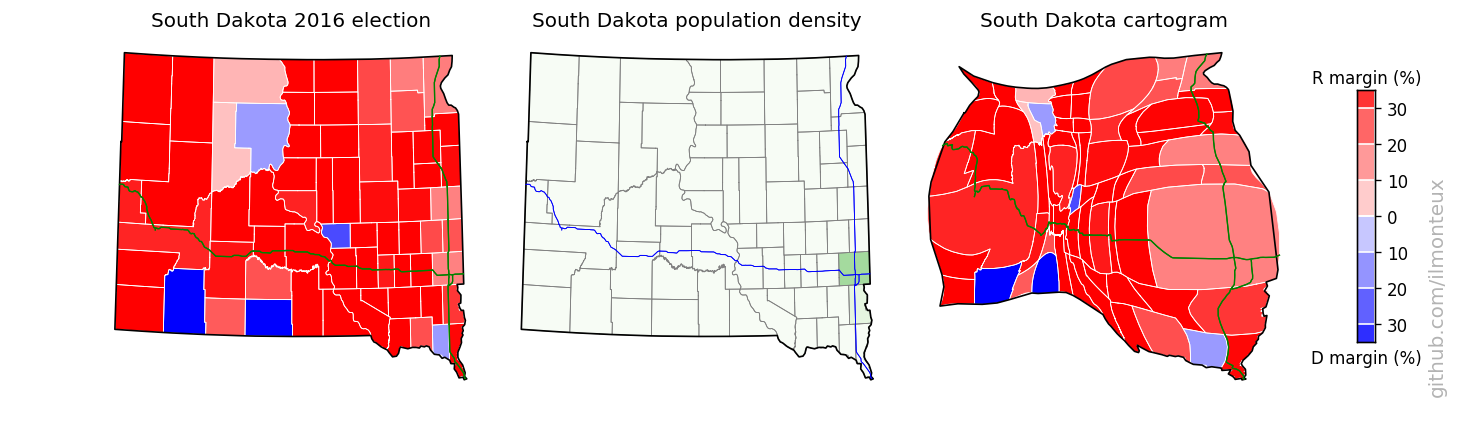 South Dakota 2016 election
South Dakota population density
South Dakota cartogram
R margin (%)
30
20
10
0
10
20
30
D margin (%)
github.com/ilmonteux